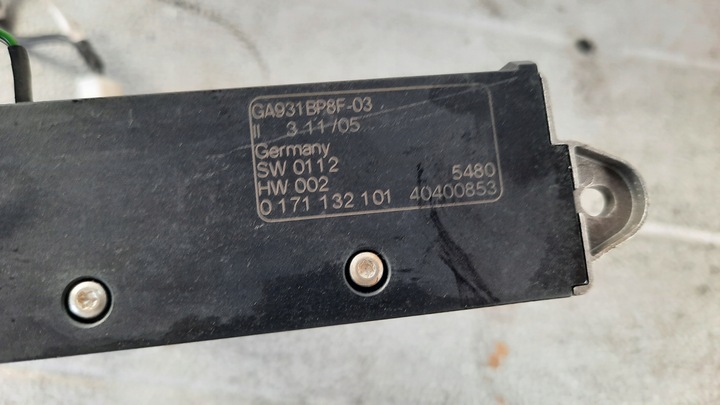 GA931BP8F-03
II 3 11/05
Germany
SW 0112 5480
HW 002 40400853
0 171 132 101